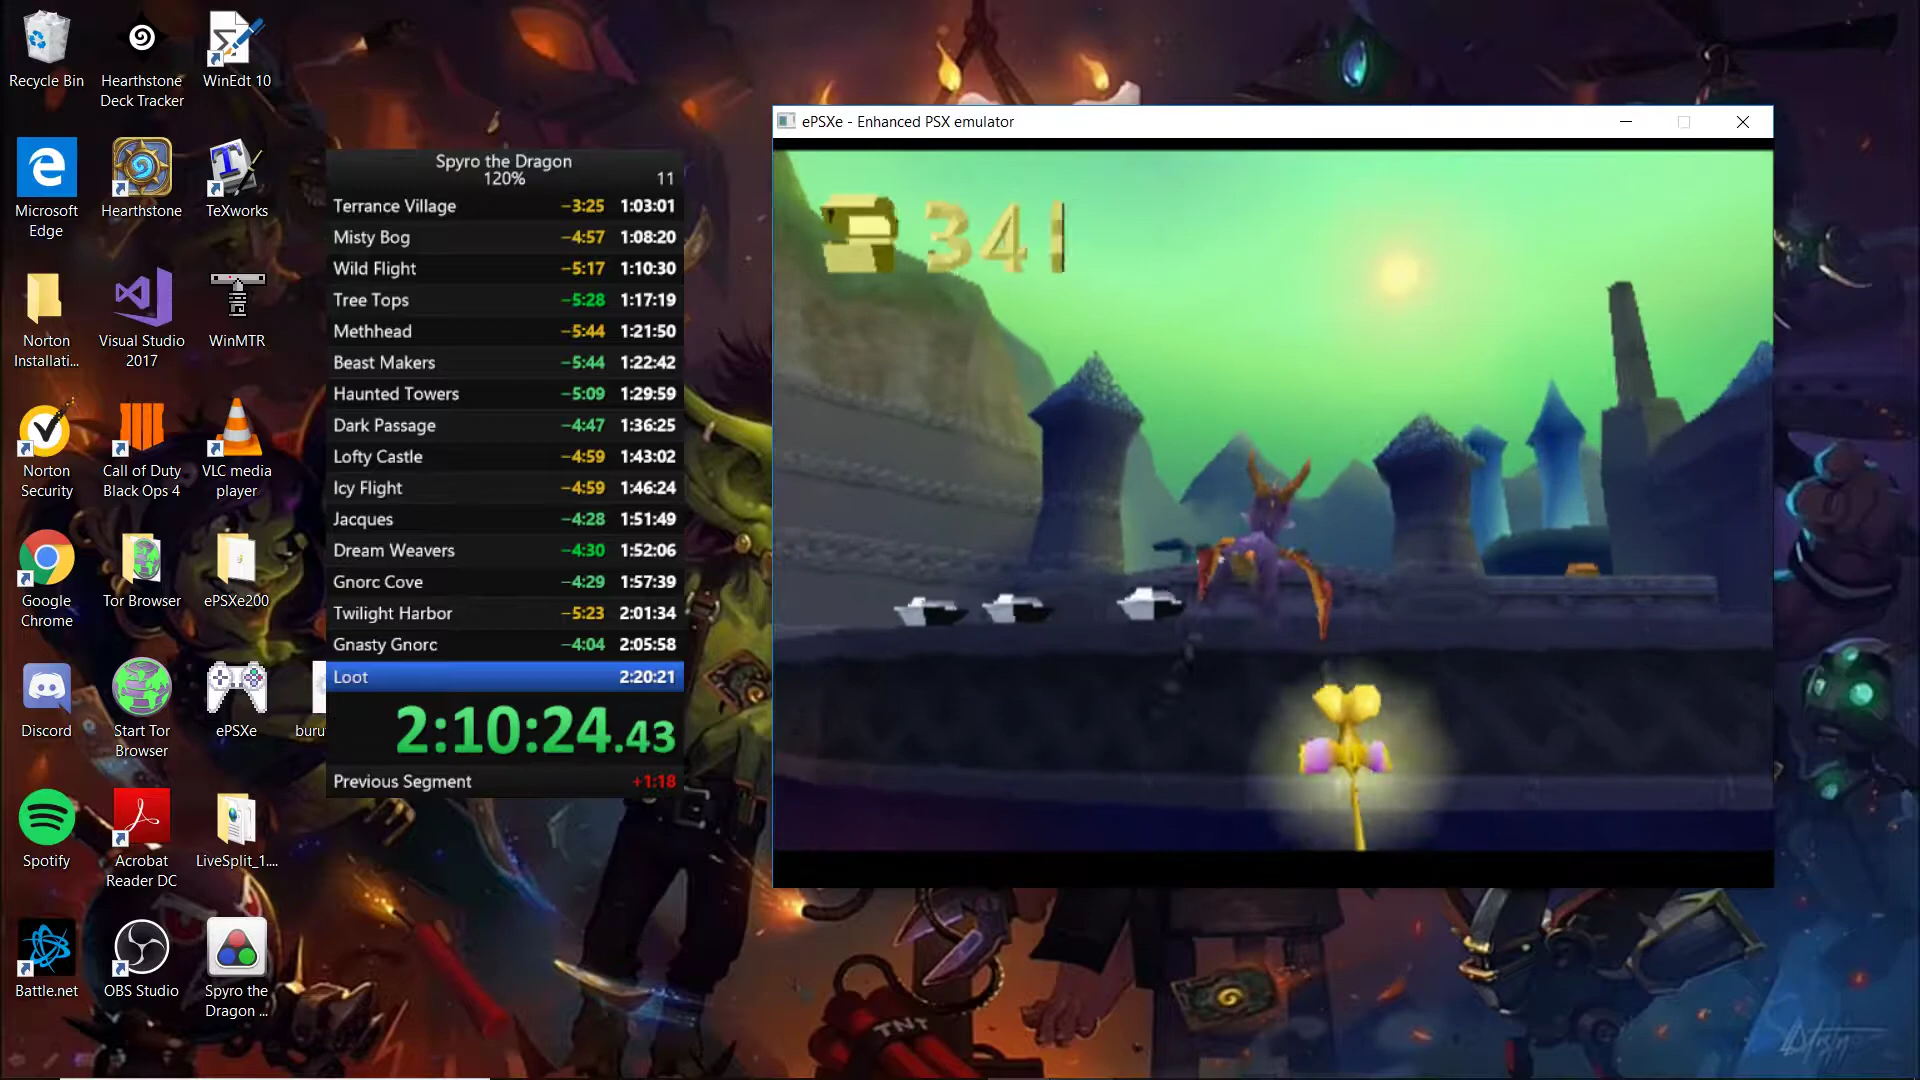 Recycle Bin
Hearthstone
Deck Tracker
WinEdt 10
Microsoft
Edge
Hearthstone
TeXworks
Norton
Installati...
Visual Studio
2017
WinMTR
Norton
Security
Call of Duty
Black Ops 4
VLC media
player
Google
Chrome
Tor Browser
ePSXe200
Discord
Start Tor
Browser
ePSXe
Spotify
Acrobat
Reader DC
LiveSplit_1....
Battle.net
OBS Studio
Spyro the
Dragon ...
Spyro the Dragon
120% 11
Terrance Village −3:25 1:03:01
Misty Bog −4:57 1:08:20
Wild Flight −5:17 1:10:30
Tree Tops −5:28 1:17:19
Methhead −5:44 1:21:50
Beast Makers −5:44 1:22:42
Haunted Towers −5:09 1:29:59
Dark Passage −4:47 1:36:25
Lofty Castle −4:59 1:43:02
Icy Flight −4:59 1:46:24
Jacques −4:28 1:51:49
Dream Weavers −4:30 1:52:06
Gnorc Cove −4:29 1:57:39
Twilight Harbor −5:23 2:01:34
Gnasty Gnorc −4:04 2:05:58
Loot 2:20:21
2:10:24.43
Previous Segment +1:18
ePSXe - Enhanced PSX emulator
341
TNT